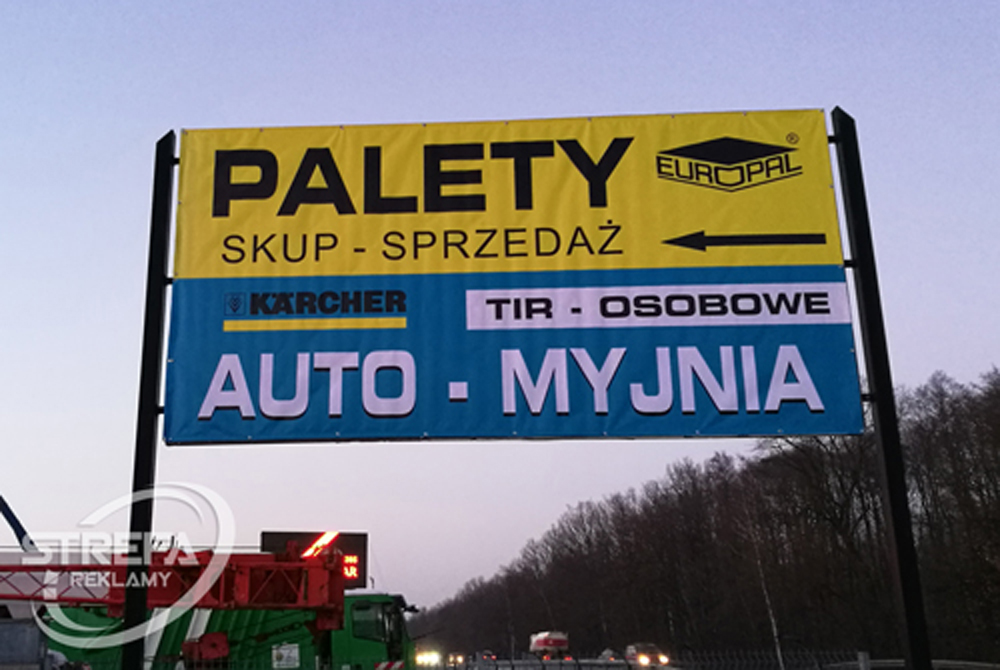 PALETY
EUROPAL ®
SKUP - SPRZEDAŻ
KÄRCHER
TIR - OSOBOWE
AUTO - MYJNIA
STREFA
REKLAMY